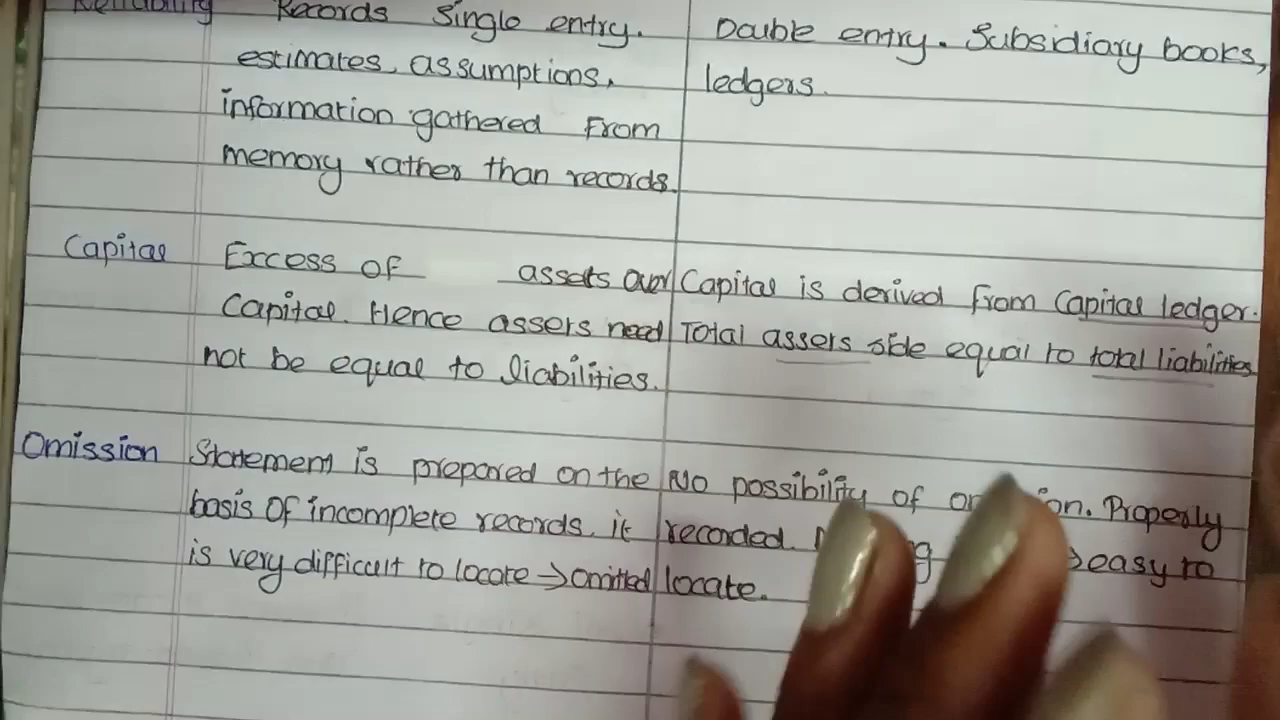 Reliability Records Single entry. Double entry. Subsidiary books,
estimates, assumptions, ledgers.
information gathered from
memory rather than records.
Capital Excess of assets over Capital is derived from Capital ledger.
Capital. Hence assers need Total assers side equal to total liabilities
not be equal to liabilities.
Omission Statement is prepared on the No possibility of Properly
basis of incomplete records, it recorded.
is very difficult to locate → omitted locate. → easy to